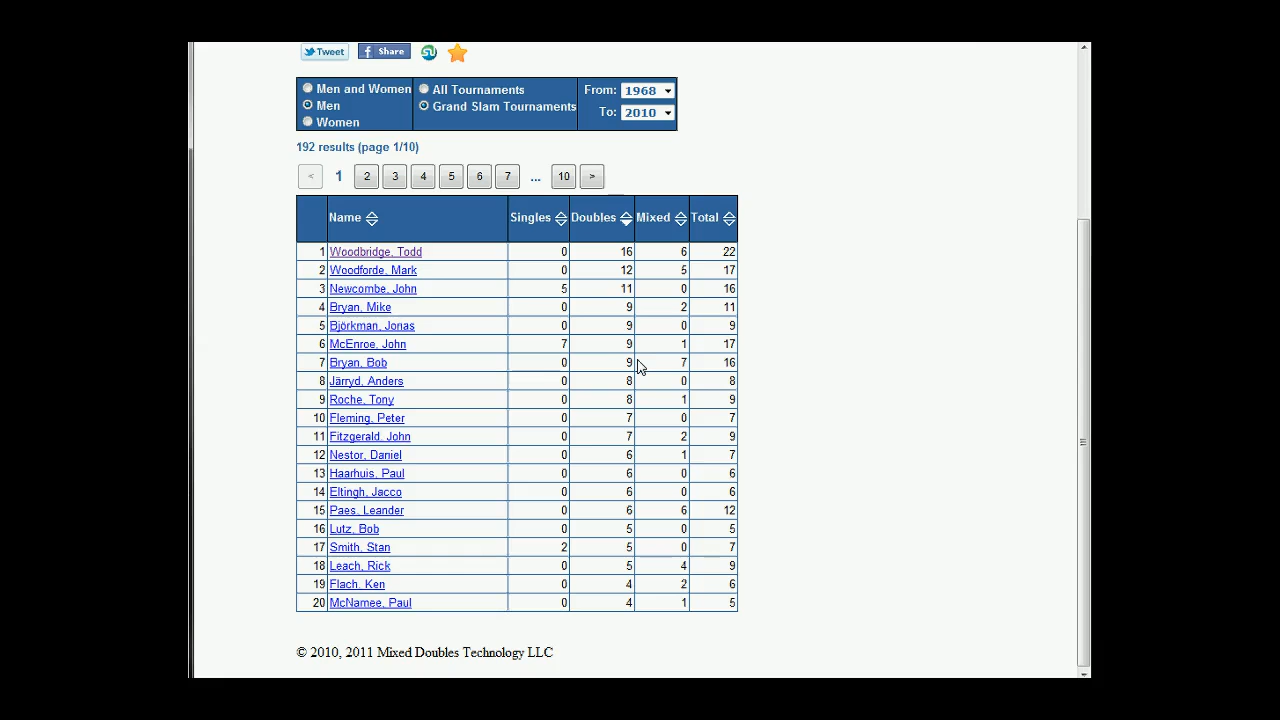 Tweet Share
Men and Women All Tournaments From: 1968
Men Grand Slam Tournaments To: 2010
Women
192 results (page 1/10)
< 1 2 3 4 5 6 7 ... 10 >
Name Singles Doubles Mixed Total
1 Woodbridge, Todd 0 16 6 22
2 Woodforde, Mark 0 12 5 17
3 Newcombe, John 5 11 0 16
4 Bryan, Mike 0 9 2 11
5 Björkman, Jonas 0 9 0 9
6 McEnroe, John 7 9 1 17
7 Bryan, Bob 0 9 7 16
8 Järryd, Anders 0 8 0 8
9 Roche, Tony 0 8 1 9
10 Fleming, Peter 0 7 0 7
11 Fitzgerald, John 0 7 2 9
12 Nestor, Daniel 0 6 1 7
13 Haarhuis, Paul 0 6 0 6
14 Eltingh, Jacco 0 6 0 6
15 Paes, Leander 0 6 6 12
16 Lutz, Bob 0 5 0 5
17 Smith, Stan 2 5 0 7
18 Leach, Rick 0 5 4 9
19 Flach, Ken 0 4 2 6
20 McNamee, Paul 0 4 1 5
© 2010, 2011 Mixed Doubles Technology LLC